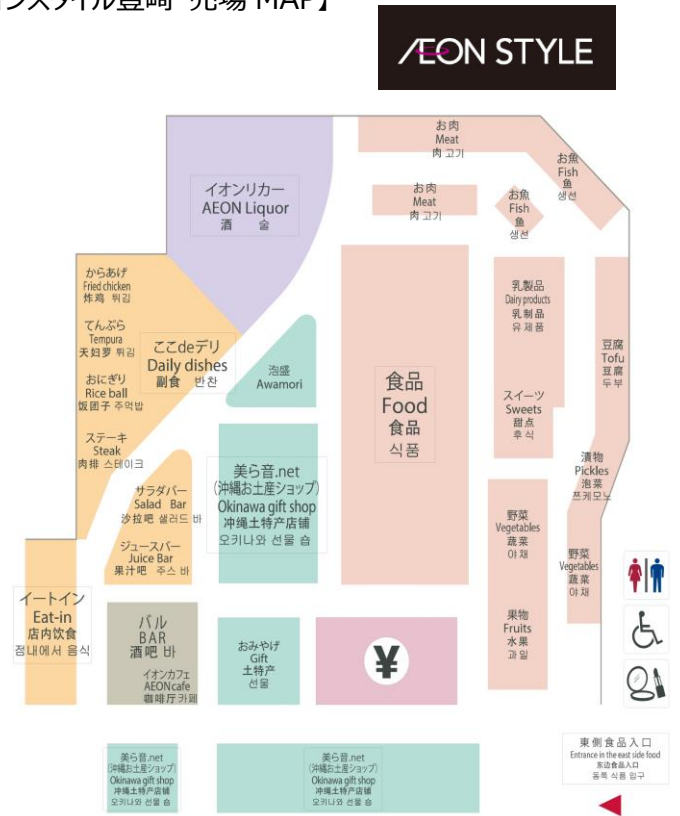 ンスタイル豊崎 売場 MAP】
ÆON STYLE
お肉
Meat
肉 고기
お魚
Fish
鱼
생선
お肉
Meat
肉 고기
お魚
Fish
鱼
생선
イオンリカー
AEON Liquor
酒 술
からあげ
Fried chicken
炸鸡 튀김
てんぷら
Tempura
天妇罗 튀김
おにぎり
Rice ball
饭团子 주먹밥
ステーキ
Steak
肉排 스테이크
ここdeデリ
Daily dishes
副食 반찬
泡盛
Awamori
食品
Food
食品
식품
乳製品
Dairy products
乳制品
유제품
スイーツ
Sweets
甜点
후식
豆腐
Tofu
豆腐
두부
漬物
Pickles
泡菜
쯔케모노
美ら音.net
(沖縄お土産ショップ)
Okinawa gift shop
冲绳土特产店铺
오키나와 선물 숍
サラダバー
Salad Bar
沙拉吧 샐러드 바
ジュースバー
Juice Bar
果汁吧 주스 바
野菜
Vegetables
蔬菜
야채
野菜
Vegetables
蔬菜
야채
イートイン
Eat-in
店内饮食
점내에서 음식
バル
BAR
酒吧 바
イオンカフェ
AEONcafe
咖啡厅 카페
おみやげ
Gift
土特产
선물
¥
果物
Fruits
水果
과일
東側食品入口
Entrance in the east side food
东边食品入口
동쪽 식품 입구
美ら音.net
(沖縄お土産ショップ)
Okinawa gift shop
冲绳土特产店铺
오키나와 선물 숍
美ら音.net
(沖縄お土産ショップ)
Okinawa gift shop
冲绳土特产店铺
오키나와 선물 숍